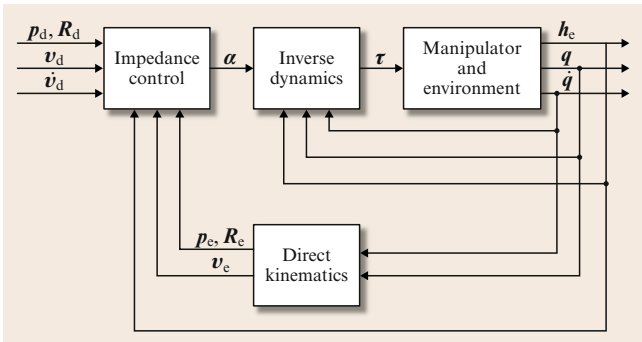 p_d, R_d
v_d
v̇_d
Impedance
control
α
Inverse
dynamics
τ
Manipulator
and
environment
h_e
q
q̇
p_e, R_e
v_e
Direct
kinematics